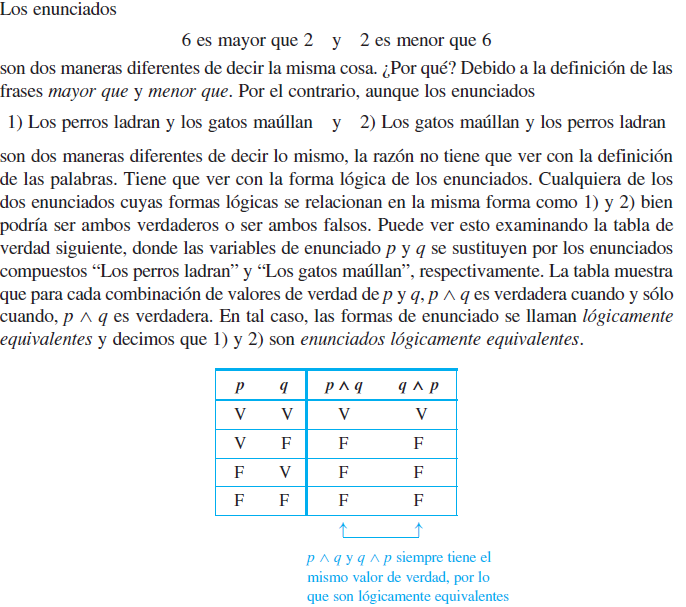 Los enunciados
6 es mayor que 2 y 2 es menor que 6
son dos maneras diferentes de decir la misma cosa. ¿Por qué? Debido a la definición de las
frases mayor que y menor que. Por el contrario, aunque los enunciados
1) Los perros ladran y los gatos maúllan y 2) Los gatos maúllan y los perros ladran
son dos maneras diferentes de decir lo mismo, la razón no tiene que ver con la definición
de las palabras. Tiene que ver con la forma lógica de los enunciados. Cualquiera de los
dos enunciados cuyas formas lógicas se relacionan en la misma forma como 1) y 2) bien
podría ser ambos verdaderos o ser ambos falsos. Puede ver esto examinando la tabla de
verdad siguiente, donde las variables de enunciado p y q se sustituyen por los enunciados
compuestos “Los perros ladran” y “Los gatos maúllan”, respectivamente. La tabla muestra
que para cada combinación de valores de verdad de p y q, p ∧ q es verdadera cuando y sólo
cuando, p ∧ q es verdadera. En tal caso, las formas de enunciado se llaman lógicamente
equivalentes y decimos que 1) y 2) son enunciados lógicamente equivalentes.
p q p ∧ q q ∧ p
V V V V
V F F F
F V F F
F F F F
p ∧ q y q ∧ p siempre tiene el
mismo valor de verdad, por lo
que son lógicamente equivalentes